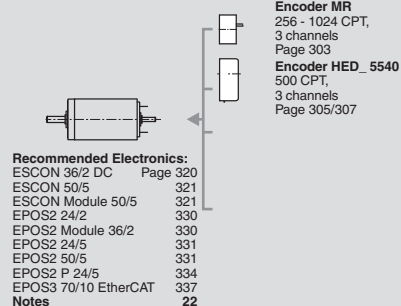 Encoder MR
256 - 1024 CPT,
3 channels
Page 303
Encoder HED_ 5540
500 CPT,
3 channels
Page 305/307
Recommended Electronics:
ESCON 36/2 DC Page 320
ESCON 50/5 321
ESCON Module 50/5 321
EPOS2 24/2 330
EPOS2 Module 36/2 330
EPOS2 24/5 331
EPOS2 50/5 331
EPOS2 P 24/5 334
EPOS3 70/10 EtherCAT 337
Notes 22